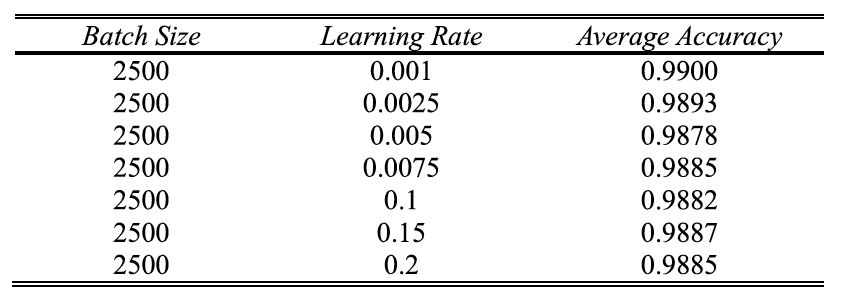 Batch Size Learning Rate Average Accuracy
2500 0.001 0.9900
2500 0.0025 0.9893
2500 0.005 0.9878
2500 0.0075 0.9885
2500 0.1 0.9882
2500 0.15 0.9887
2500 0.2 0.9885